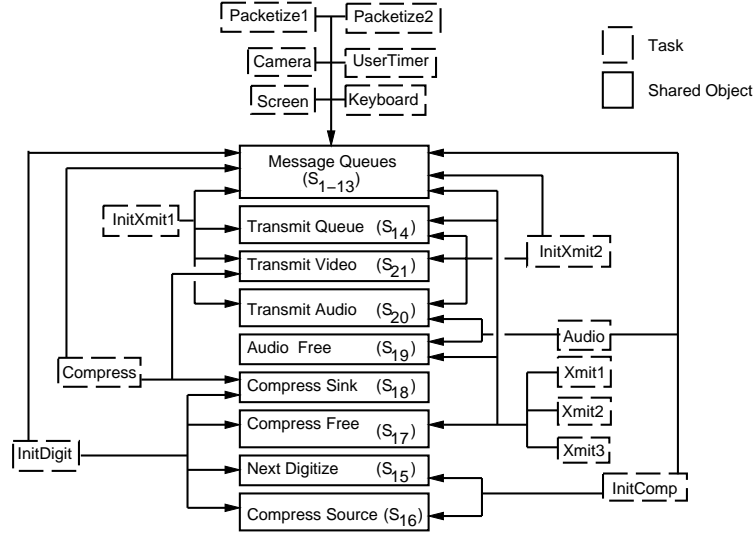 Packetize1
Packetize2
Camera
UserTimer
Screen
Keyboard
Task
Shared Object
Message Queues
(S1–13)
InitXmit1
Transmit Queue (S14)
Transmit Video (S21)
InitXmit2
Transmit Audio (S20)
Audio Free (S19)
Audio
Compress
Compress Sink (S18)
Xmit1
Compress Free (S17)
Xmit2
Xmit3
InitDigit
Next Digitize (S15)
InitComp
Compress Source (S16)